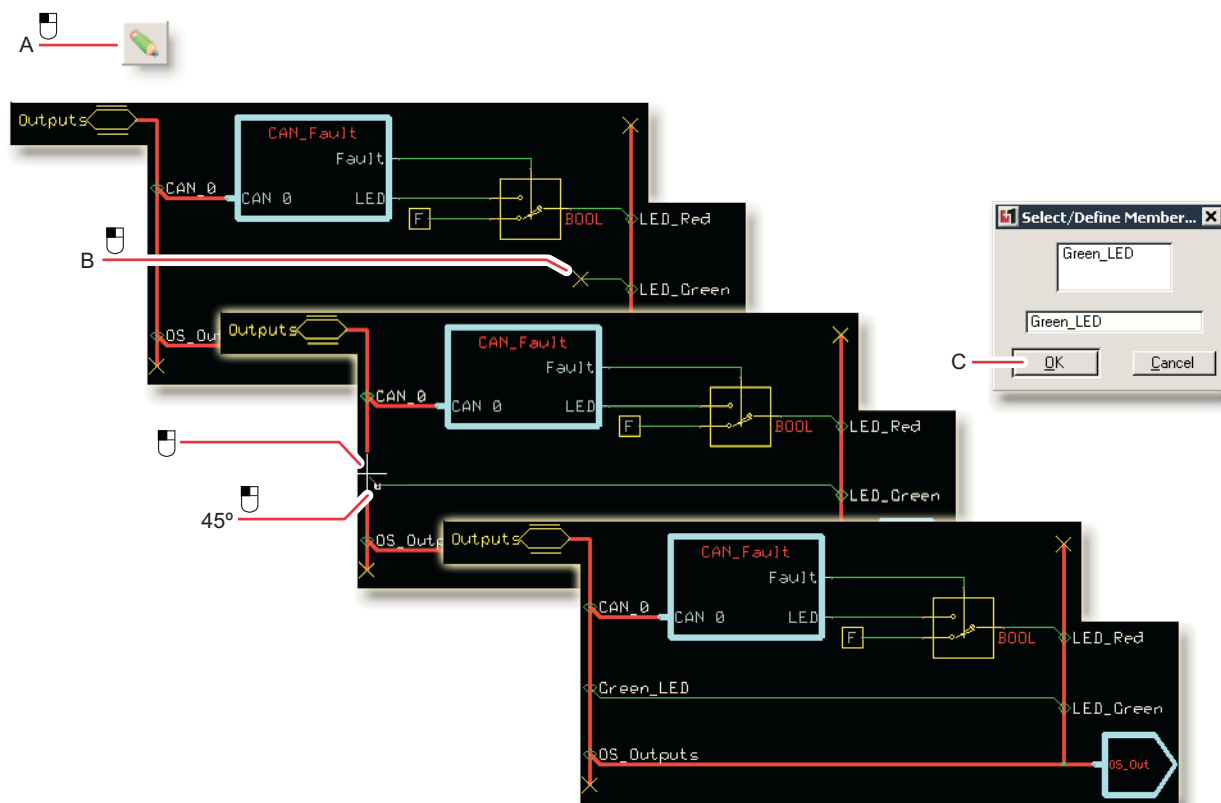 A
Outputs
CAN_Fault
Fault
CAN_0
CAN 0
LED
F
BOOL
LED_Red
B
LED_Green
Outputs
CAN_Fault
Fault
CAN_0
CAN 0
LED
F
BOOL
LED_Red
45º
LED_Green
OS_Outp
Outputs
CAN_Fault
Fault
CAN_0
CAN 0
LED
F
BOOL
LED_Red
Green_LED
LED_Green
OS_Outputs
OS_Out
OS_Ou
Select/Define Member...
Green_LED
Green_LED
C
OK
Cancel